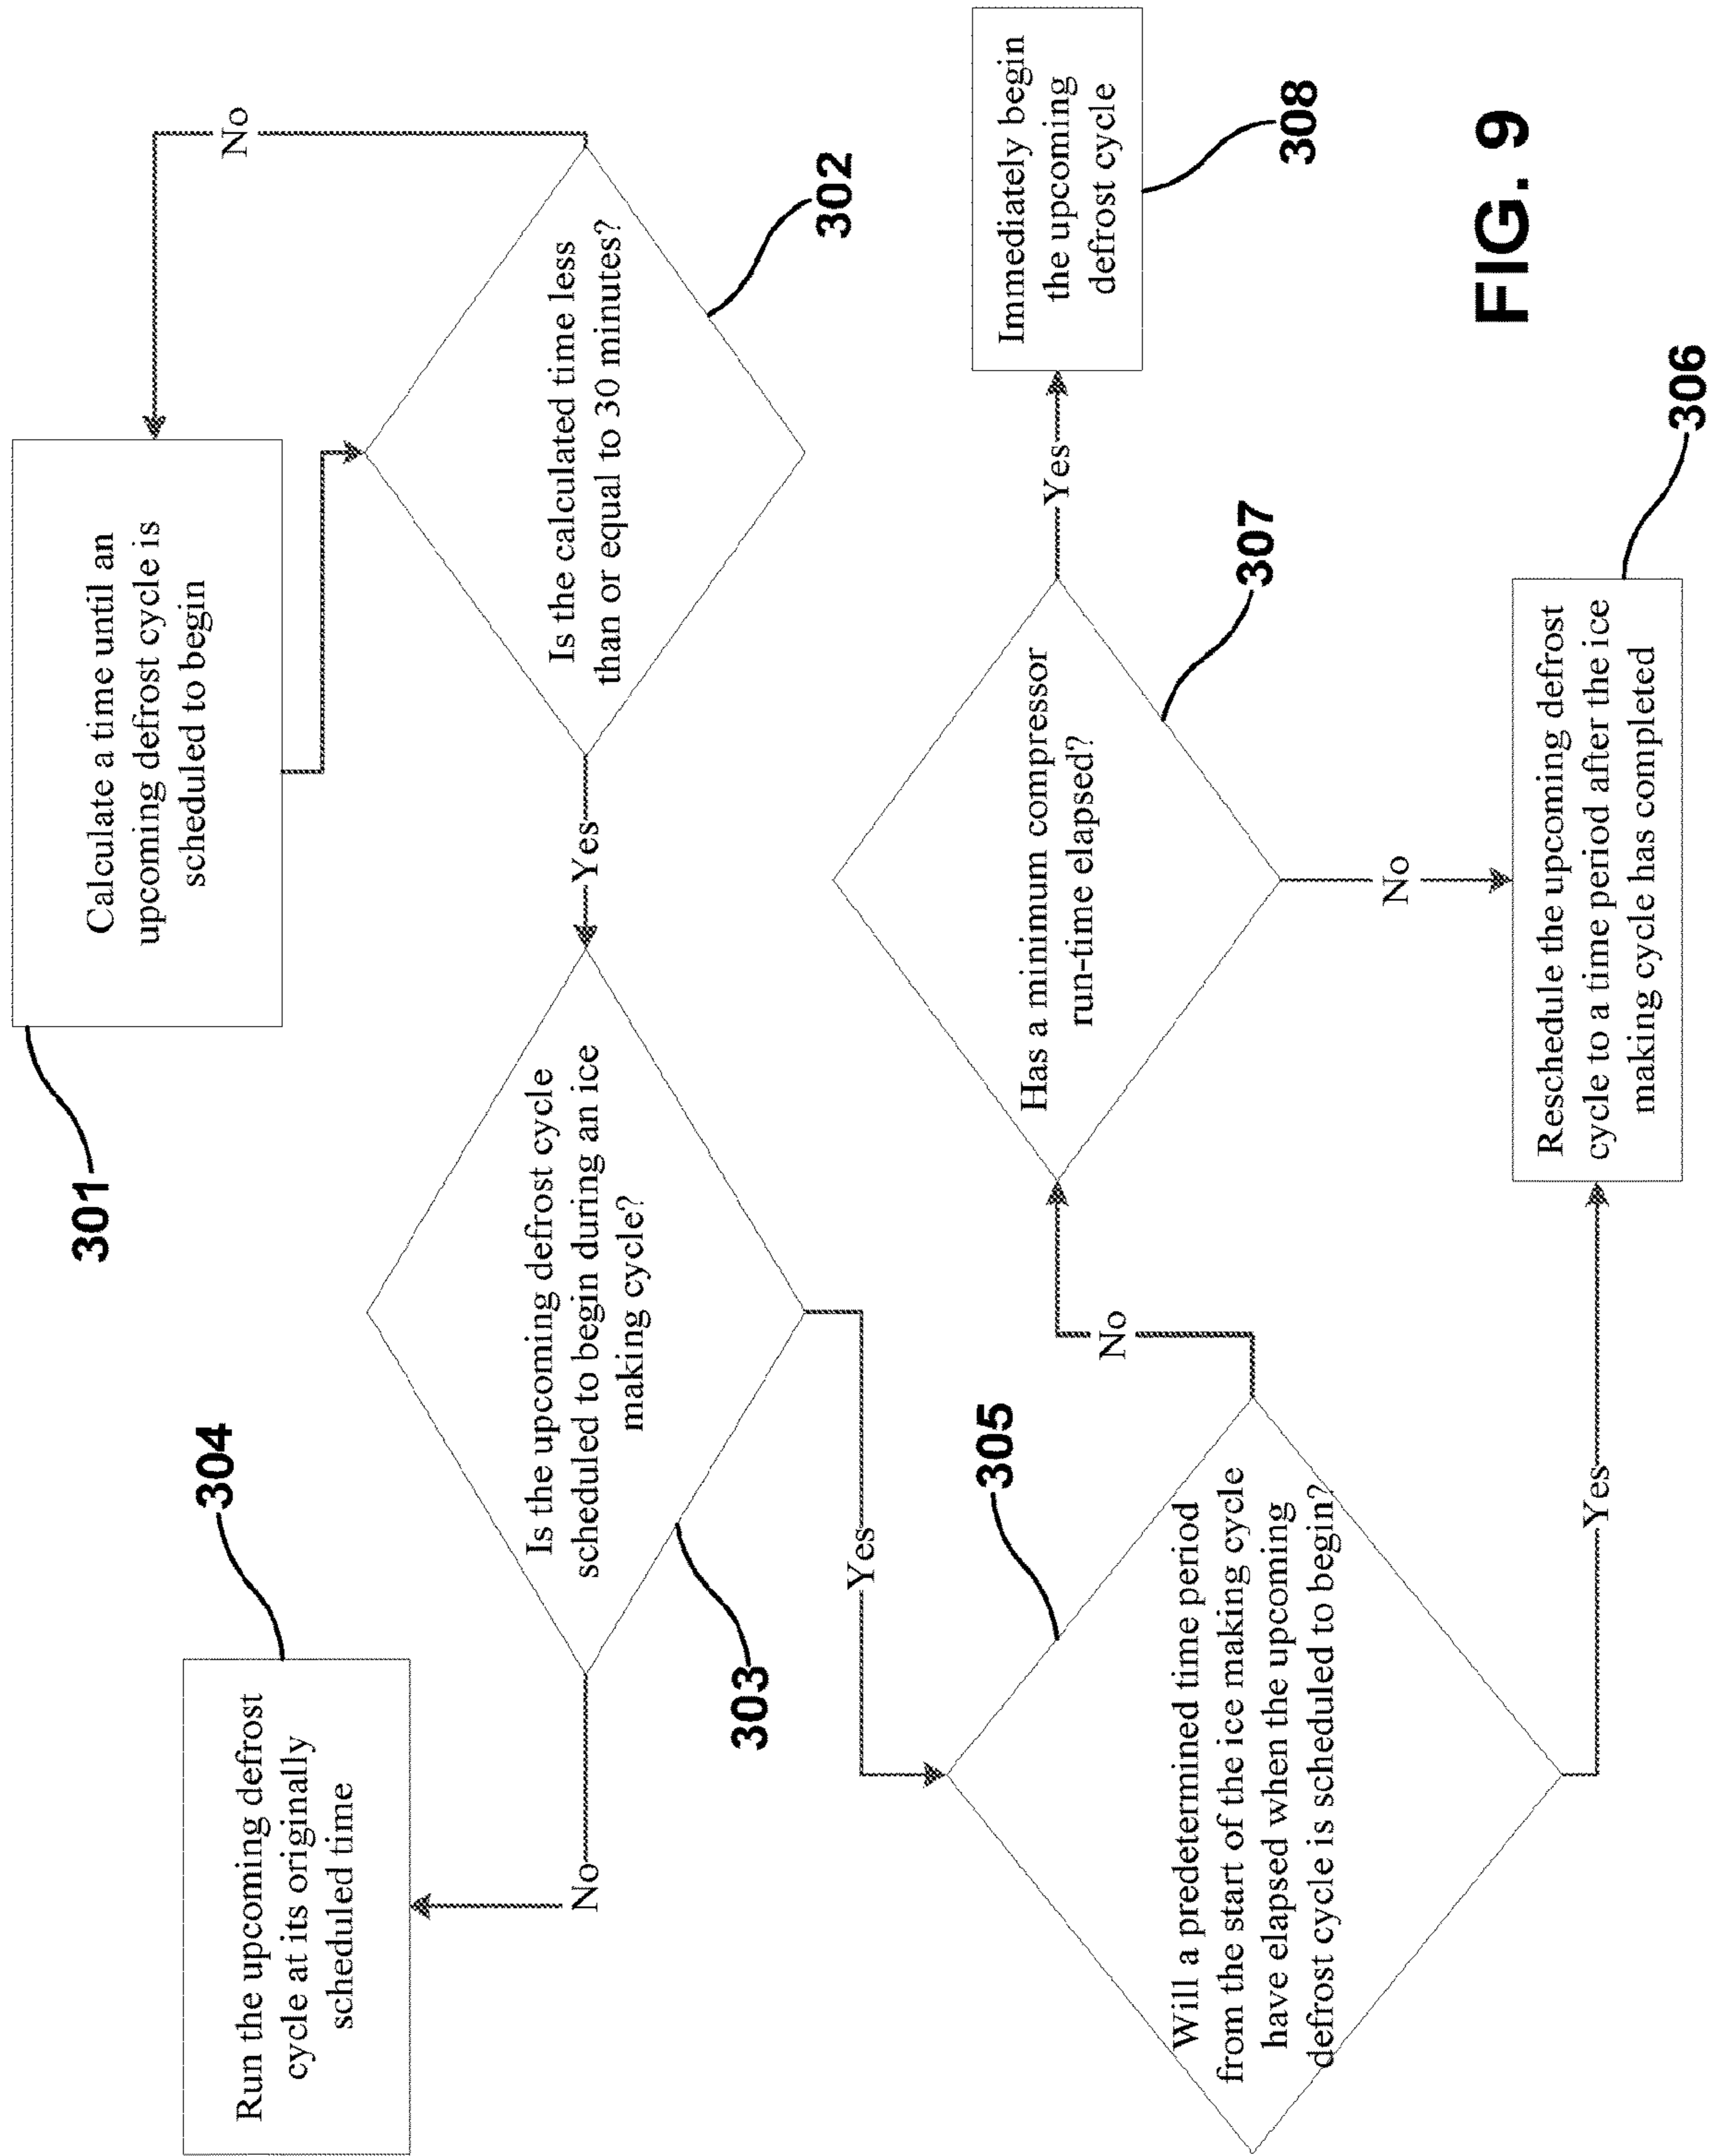 301
Calculate a time until an
upcoming defrost cycle is
scheduled to begin
No
Is the calculated time less
than or equal to 30 minutes?
302
Yes
304
Run the upcoming defrost
cycle at its originally
scheduled time
No
Is the upcoming defrost cycle
scheduled to begin during an ice
making cycle?
303
Yes
305
Will a predetermined time period
from the start of the ice making cycle
have elapsed when the upcoming
defrost cycle is scheduled to begin?
No
Has a minimum compressor
run-time elapsed?
307
Yes
Immediately begin
the upcoming
defrost cycle
308
No
Yes
Reschedule the upcoming defrost
cycle to a time period after the ice
making cycle has completed
306
FIG. 9